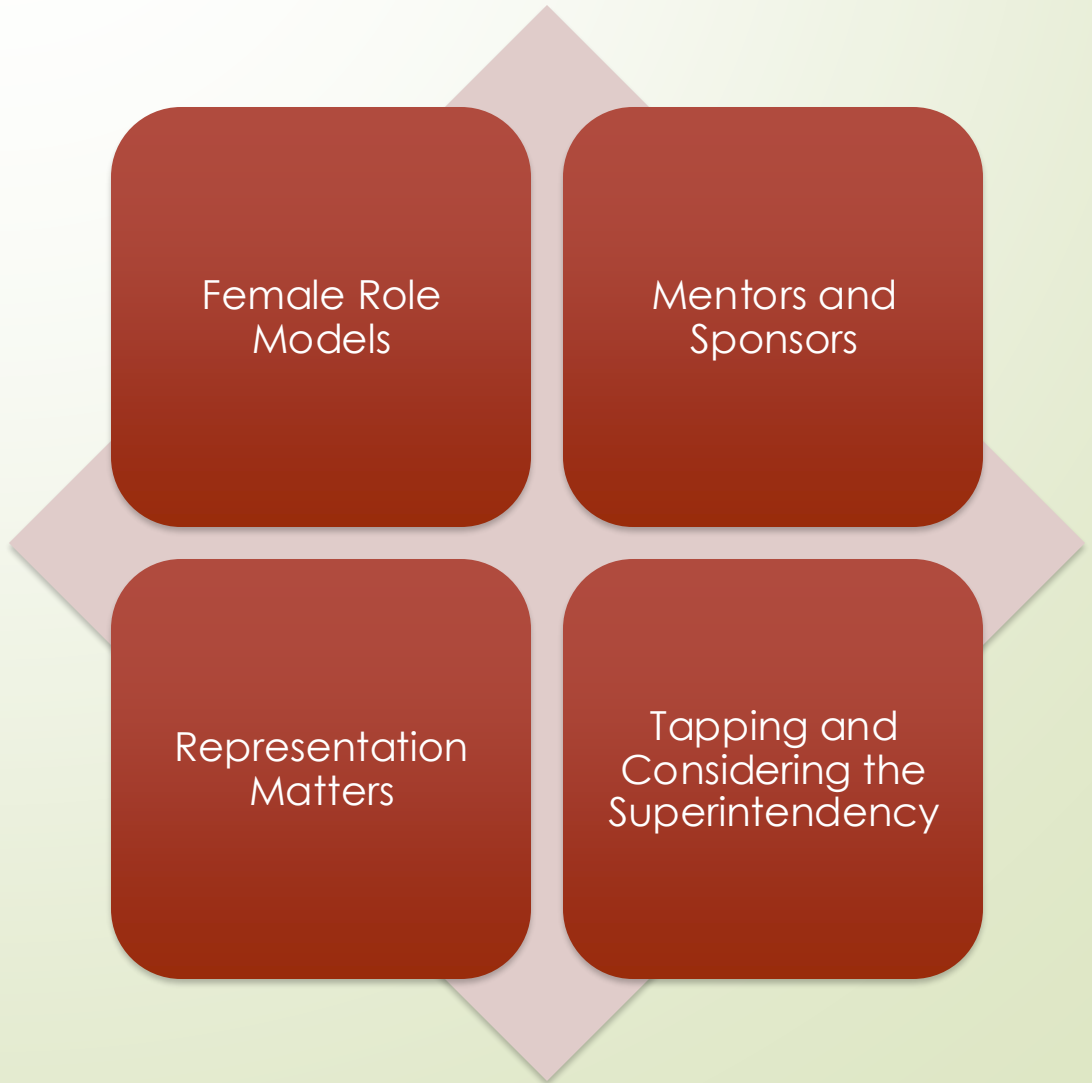 Female Role
Models
Mentors and
Sponsors
Representation
Matters
Tapping and
Considering the
Superintendency